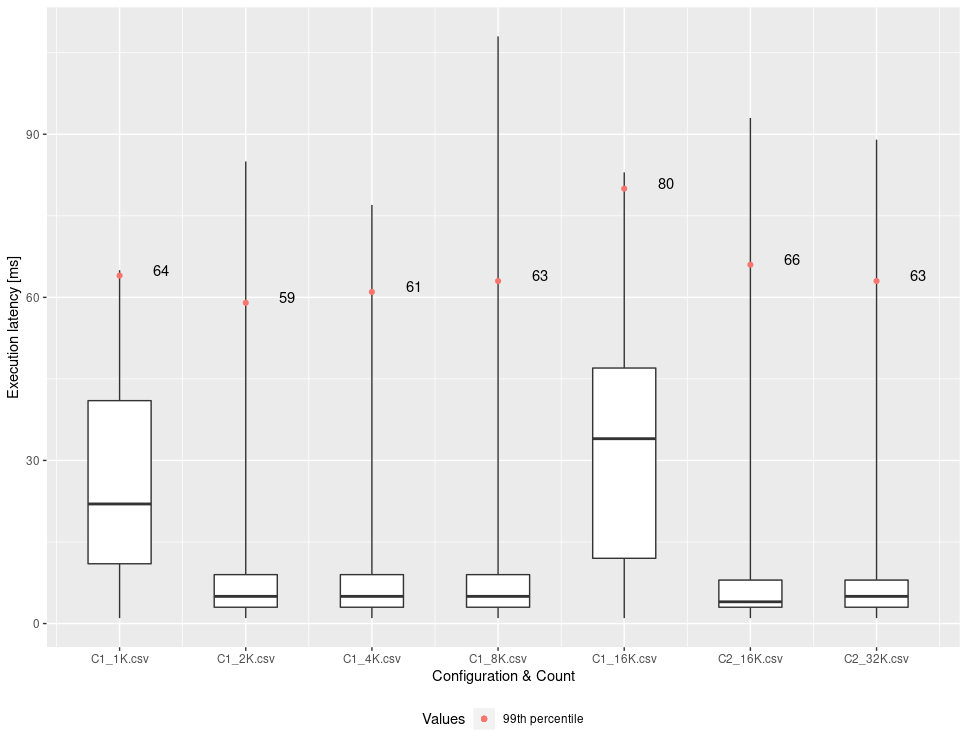 Execution latency [ms]
90
60
30
0
64
59
61
63
80
66
63
C1_1K.csv
C1_2K.csv
C1_4K.csv
C1_8K.csv
C1_16K.csv
C2_16K.csv
C2_32K.csv
Configuration & Count
Values
99th percentile